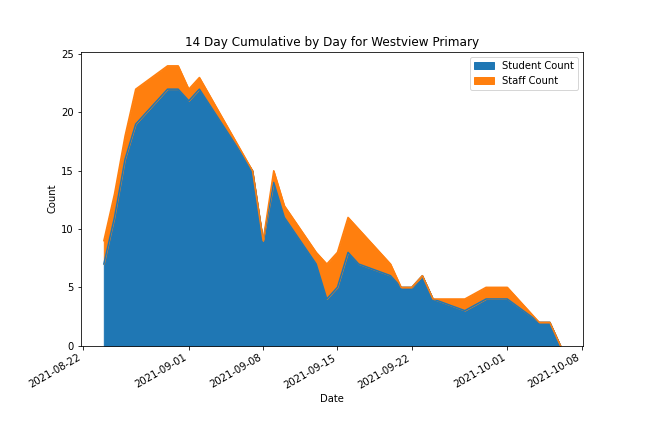 14 Day Cumulative by Day for Westview Primary
Student Count
Staff Count
25
20
15
10
5
0
Count
2021-08-22
2021-09-01
2021-09-08
2021-09-15
2021-09-22
2021-10-01
2021-10-08
Date